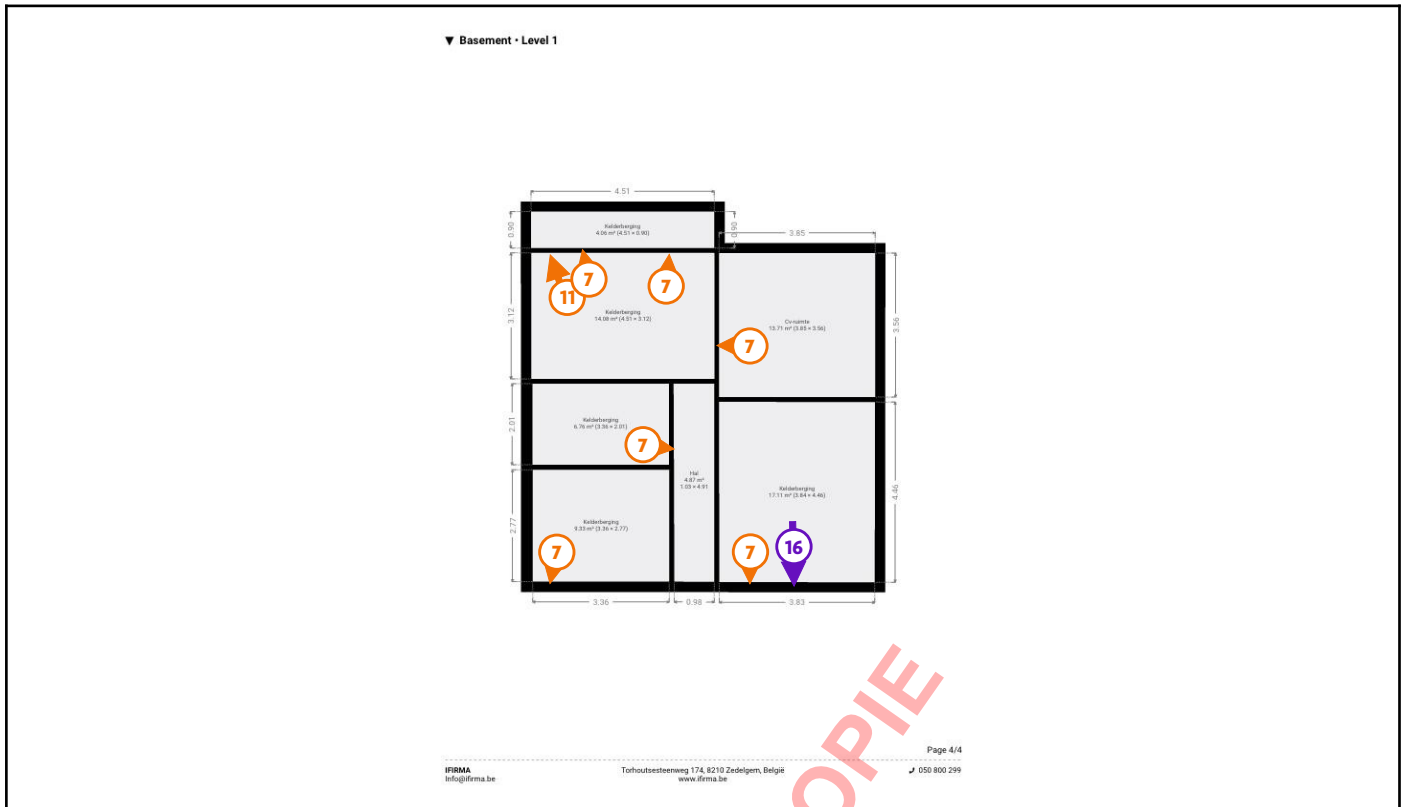 ▼ Basement • Level 1
4.51
0.90
Kelderberging
4.06 m² (4.51 × 0.90)
0.90
3.85
7
11
7
3.12
Kelderberging
14.08 m² (4.51 × 3.12)
Cv-ruimte
13.71 m² (3.85 × 3.56)
3.56
7
2.01
Kelderberging
6.76 m² (3.36 × 2.01)
7
Hal
4.87 m²
1.03 × 4.91
Kelderberging
17.11 m² (3.84 × 4.46)
4.46
2.77
Kelderberging
9.33 m² (3.36 × 2.77)
7
7
16
3.36
0.98
3.83
OPIE
Page 4/4
IFIRMA
Info@ifirma.be
Torhoutsesteenweg 174, 8210 Zedelgem, België
www.ifirma.be
050 800 299